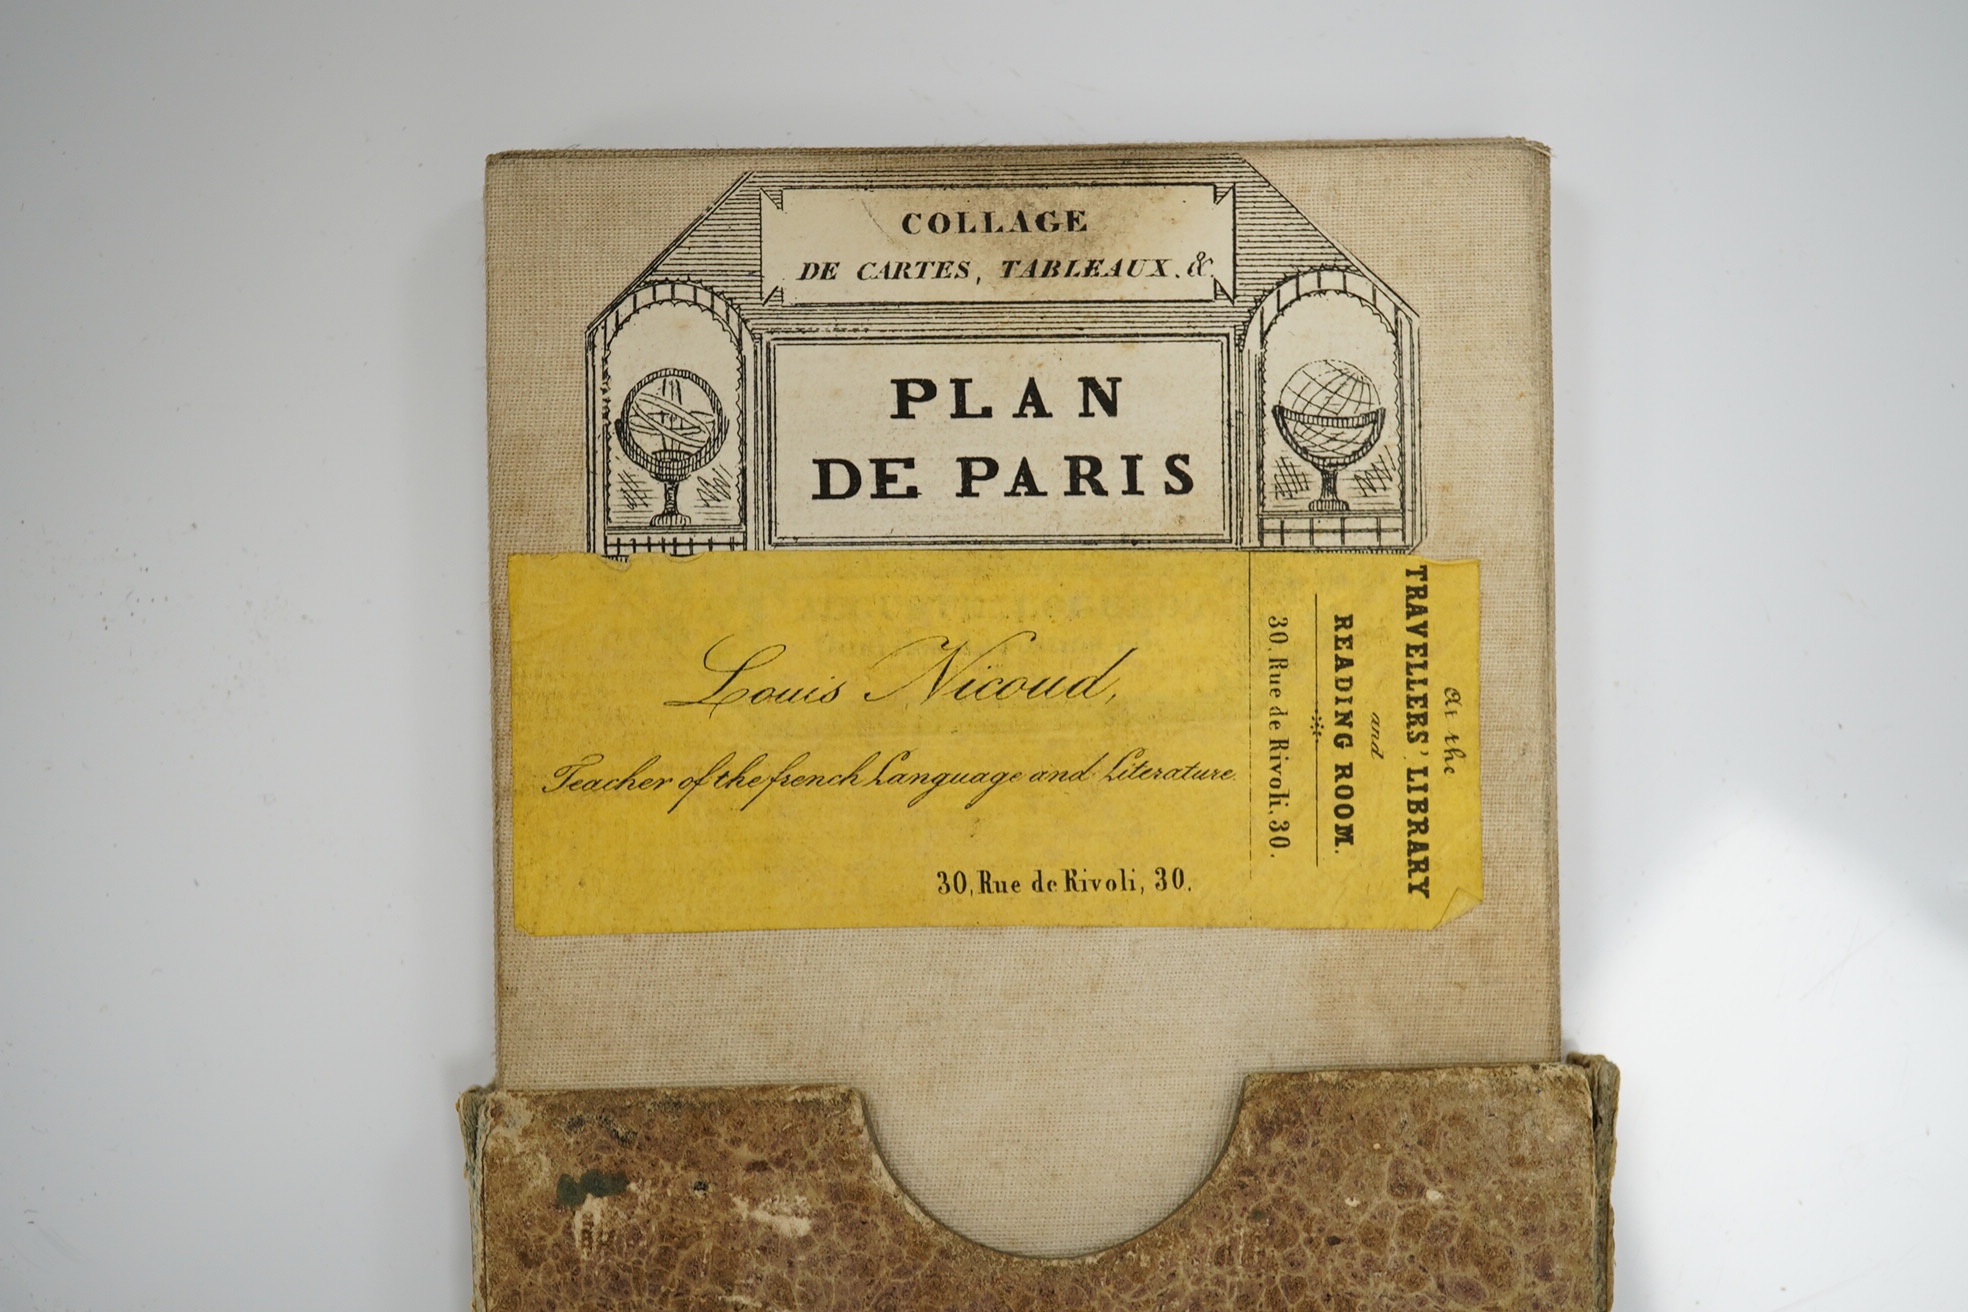 COLLAGE
DE CARTES, TABLEAUX. &.
PLAN
DE PARIS
Louis Nicoud,
Teacher of the french Language and Literature.
30, Rue de Rivoli, 30.
At the
TRAVELLERS' LIBRARY
and
READING ROOM.
30, Rue de Rivoli, 30.